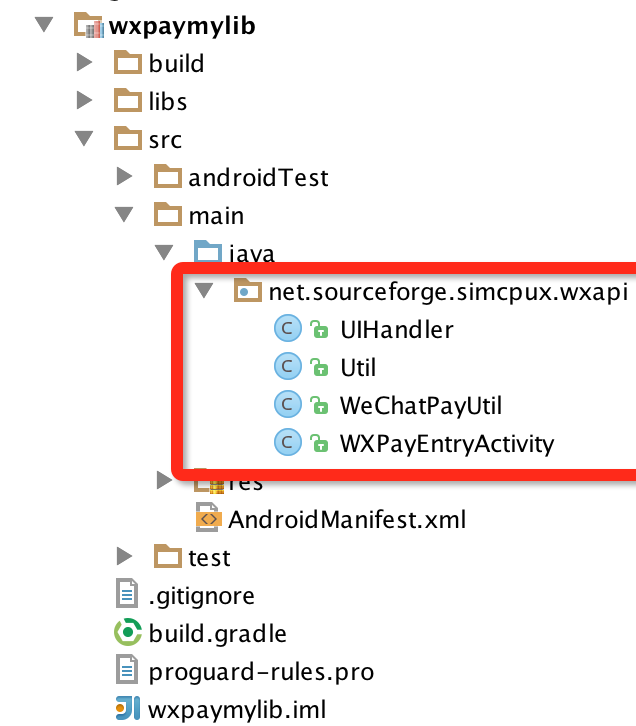 wxpaymylib
build
libs
src
androidTest
main
java
net.sourceforge.simcpux.wxapi
UIHandler
Util
WeChatPayUtil
WXPayEntryActivity
res
AndroidManifest.xml
test
.gitignore
build.gradle
proguard-rules.pro
wxpaymylib.iml